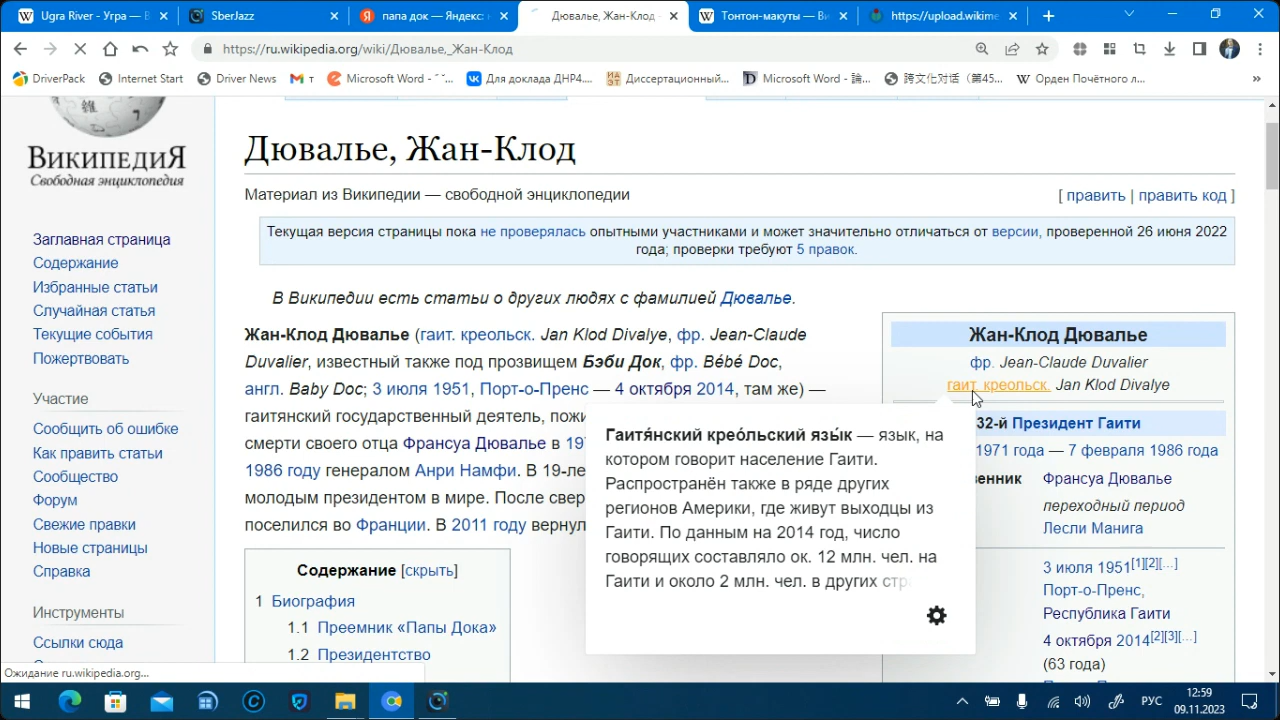 Ugra River - Угра — В
SberJazz
папа док — Яндекс:
Дювалье, Жан-Клод -
Тонтон-макуты — Ви
https://upload.wikime
https://ru.wikipedia.org/wiki/Дювалье,_Жан-Клод
DriverPack
Internet Start
Driver News
т
Microsoft Word - ˉ ˘...
Для доклада ДНР4....
Диссертационный...
Microsoft Word - 論...
跨文化对话（第45...
Орден Почётного л...
»
ВИКИПЕДИЯ
Свободная энциклопедия
Заглавная страница
Содержание
Избранные статьи
Случайная статья
Текущие события
Пожертвовать
Участие
Сообщить об ошибке
Как править статьи
Сообщество
Форум
Свежие правки
Новые страницы
Справка
Инструменты
Ссылки сюда
Дювалье, Жан-Клод
Материал из Википедии — свободной энциклопедии
[ править | править код ]
Текущая версия страницы пока не проверялась опытными участниками и может значительно отличаться от версии, проверенной 26 июня 2022
года; проверки требуют 5 правок.
В Википедии есть статьи о других людях с фамилией Дювалье.
Жан-Клод Дювалье (гаит. креольск. Jan Klod Divalye, фр. Jean-Claude
Duvalier, известный также под прозвищем Бэби Док, фр. Bébé Doc,
англ. Baby Doc; 3 июля 1951, Порт-о-Пренс — 4 октября 2014, там же) —
гаитянский государственный деятель, пожи
смерти своего отца Франсуа Дювалье в 19
1986 году генералом Анри Намфи. В 19-ле
молодым президентом в мире. После свер
поселился во Франции. В 2011 году вернул
Содержание [скрыть]
1 Биография
1.1 Преемник «Папы Дока»
1.2 Президентство
Гаитя́нский крео́льский язы́к — язык, на
котором говорит население Гаити.
Распространён также в ряде других
регионов Америки, где живут выходцы из
Гаити. По данным на 2014 год, число
говорящих составляло ок. 12 млн. чел. на
Гаити и около 2 млн. чел. в других стр
Жан-Клод Дювалье
фр. Jean-Claude Duvalier
гаит. креольск. Jan Klod Divalye
32-й Президент Гаити
1971 года — 7 февраля 1986 года
венник
Франсуа Дювалье
переходный период
Лесли Манига
3 июля 1951[1][2][…]
Порт-о-Пренс,
Республика Гаити
4 октября 2014[2][3][…]
(63 года)
Ожидание ru.wikipedia.org...
РУС
12:59
09.11.2023